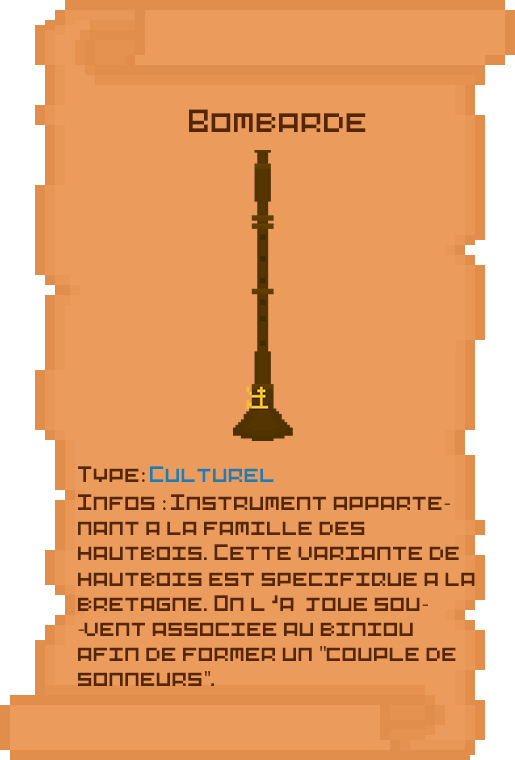 Bombarde
Type:Culturel
Infos :Instrument apparte-
nant a la famille des
hautbois. Cette variante de
hautbois est specifique a la
Bretagne. On l 'a joue sou-
-vent associee au biniou
afin de former un "couple de
sonneurs".